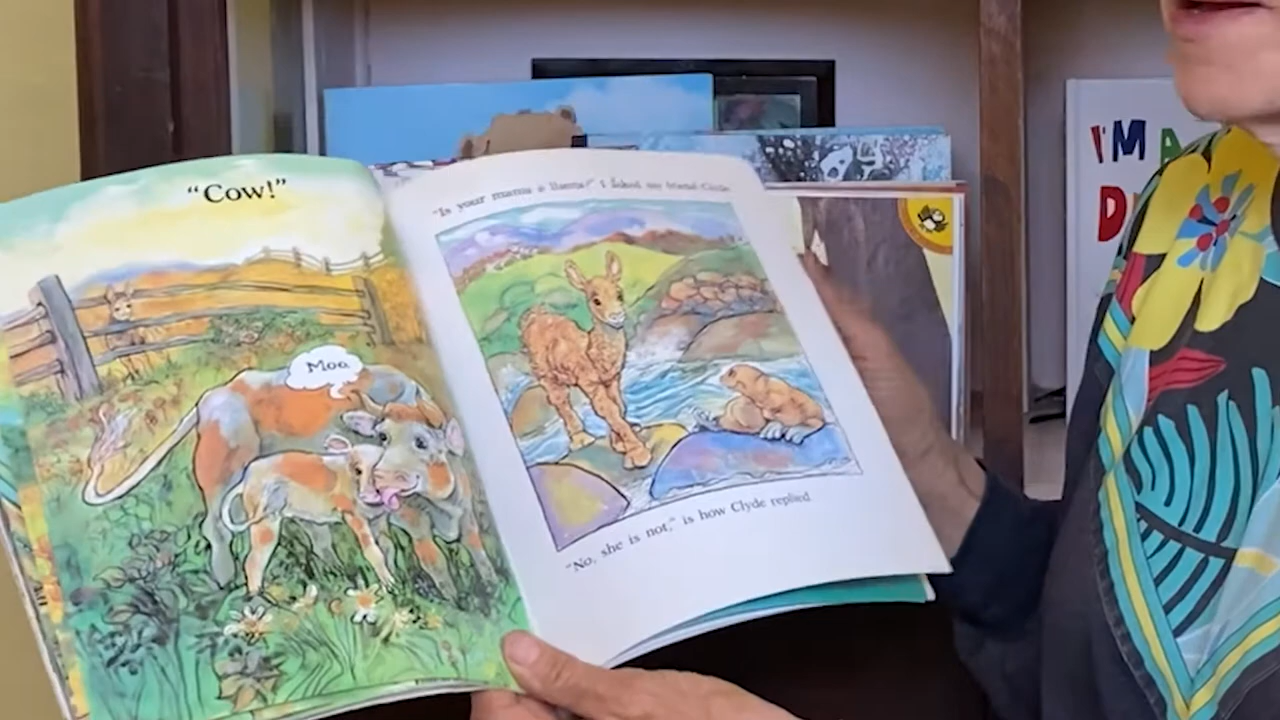 “Cow!”
Moo
“Is your mama a llama?” I asked my friend Clyde.
“No, she is not,” is how Clyde replied.
I'M A